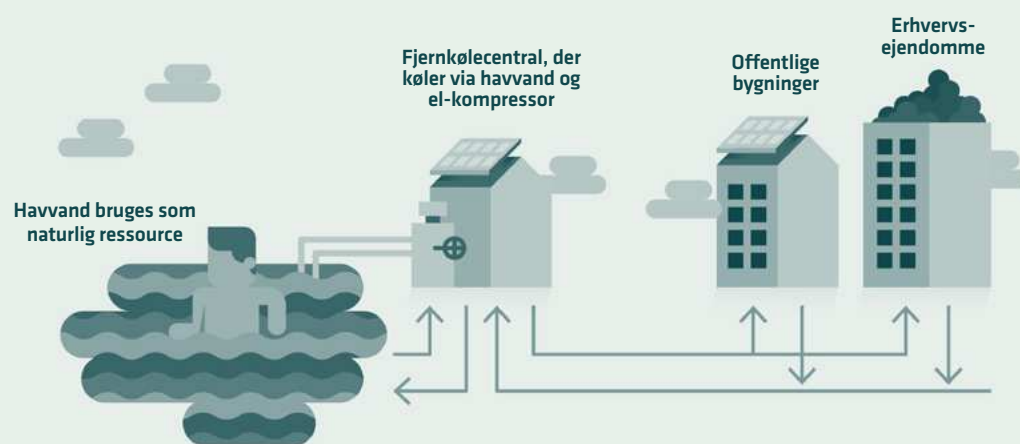 Havvand bruges som
naturlig ressource
Fjernkølecentral, der
køler via havvand og
el-kompressor
Offentlige
bygninger
Erhvervs-
ejendomme